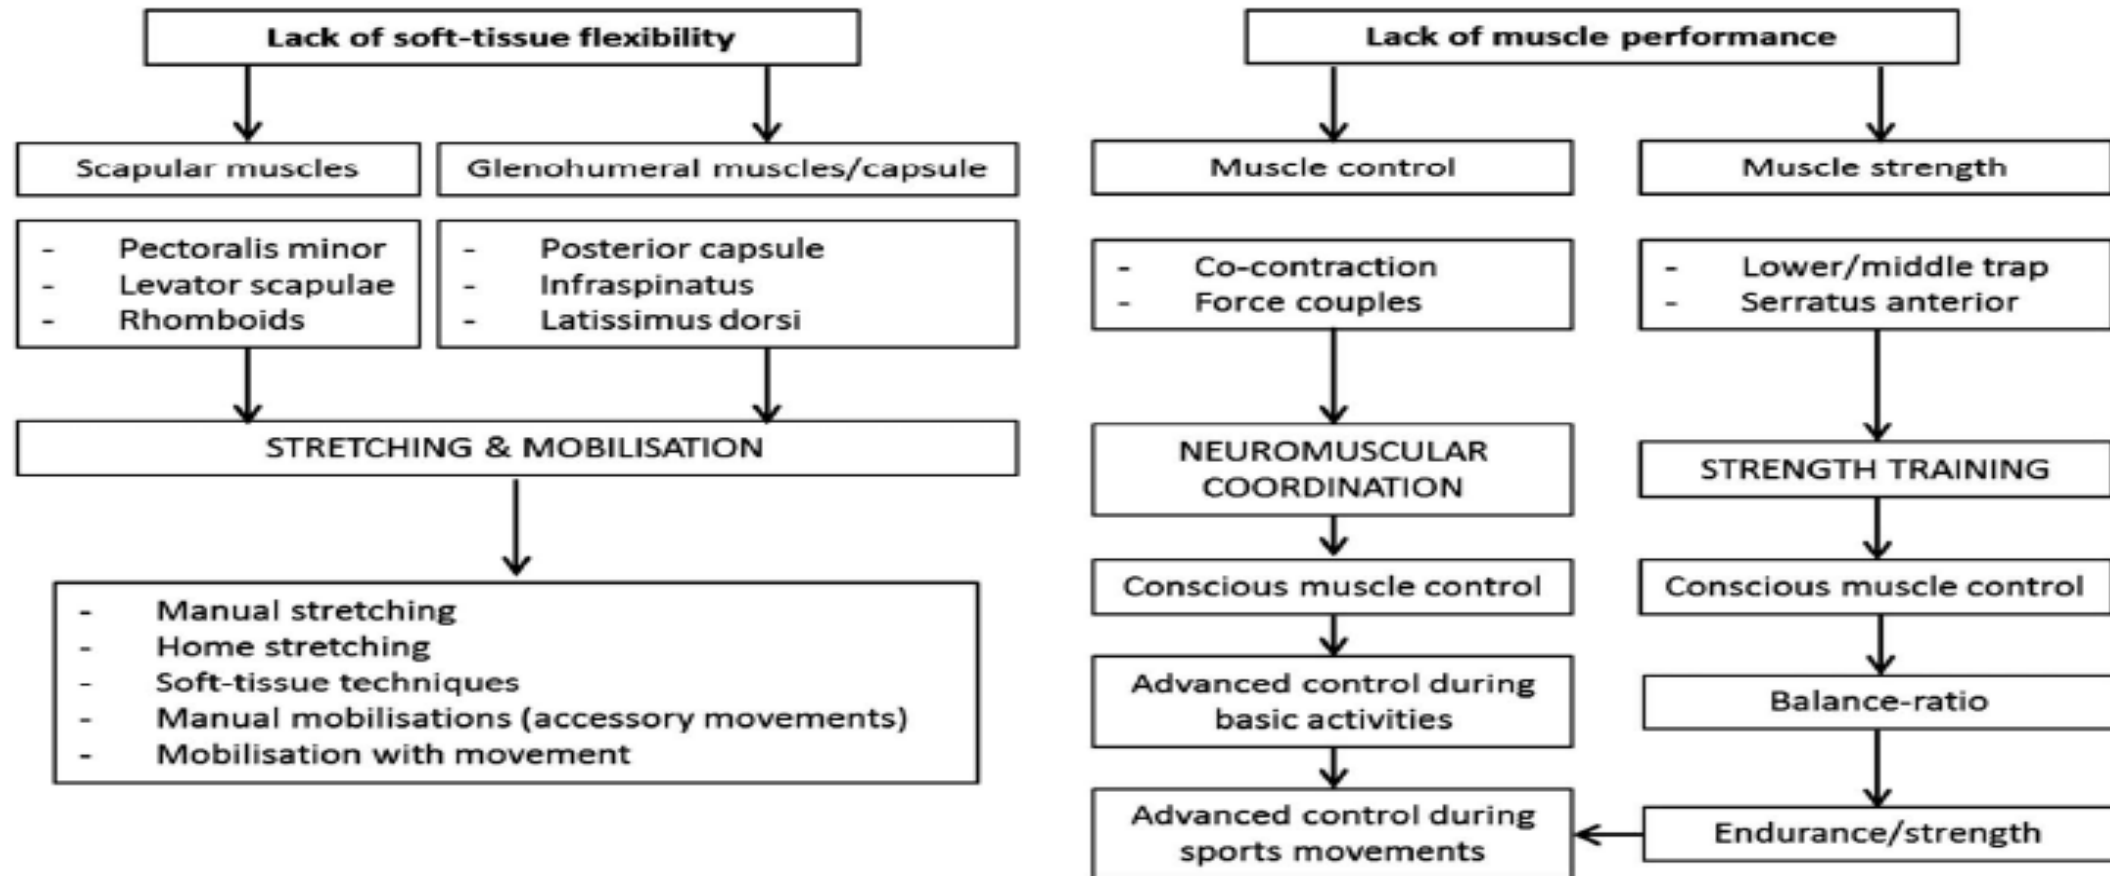 Lack of soft-tissue flexibility
Scapular muscles
Glenohumeral muscles/capsule
- Pectoralis minor
- Levator scapulae
- Rhomboids
- Posterior capsule
- Infraspinatus
- Latissimus dorsi
STRETCHING & MOBILISATION
- Manual stretching
- Home stretching
- Soft-tissue techniques
- Manual mobilisations (accessory movements)
- Mobilisation with movement
Lack of muscle performance
Muscle control
- Co-contraction
- Force couples
NEUROMUSCULAR
COORDINATION
Conscious muscle control
Advanced control during
basic activities
Advanced control during
sports movements
Muscle strength
- Lower/middle trap
- Serratus anterior
STRENGTH TRAINING
Conscious muscle control
Balance-ratio
Endurance/strength